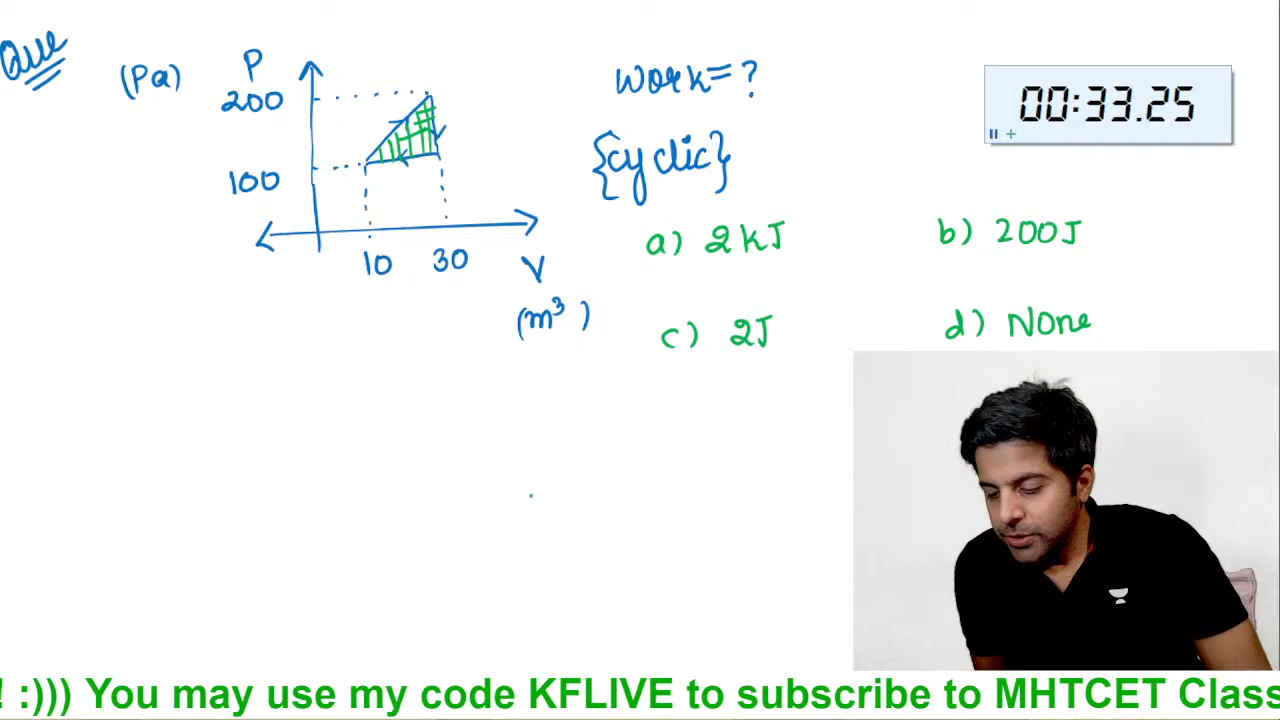 Que
(Pa)
P
200
100
10
30
V
(m³)
Work=?
{cyclic}
a) 2kJ
b) 200J
c) 2J
d) None
00:33.25
! :))) You may use my code KFLIVE to subscribe to MHTCET Class